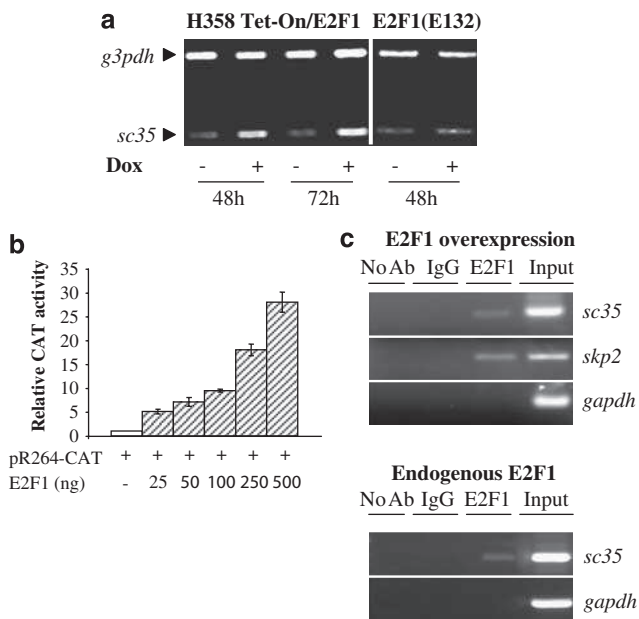 a
H358 Tet-On/E2F1 E2F1(E132)
g3pdh
sc35
Dox - + - + - +
48h 72h 48h
b
Relative CAT activity
35
30
25
20
15
10
5
0
pR264-CAT + + + + + +
E2F1 (ng) - 25 50 100 250 500
c
E2F1 overexpression
No Ab IgG E2F1 Input
sc35
skp2
gapdh
Endogenous E2F1
No Ab IgG E2F1 Input
sc35
gapdh